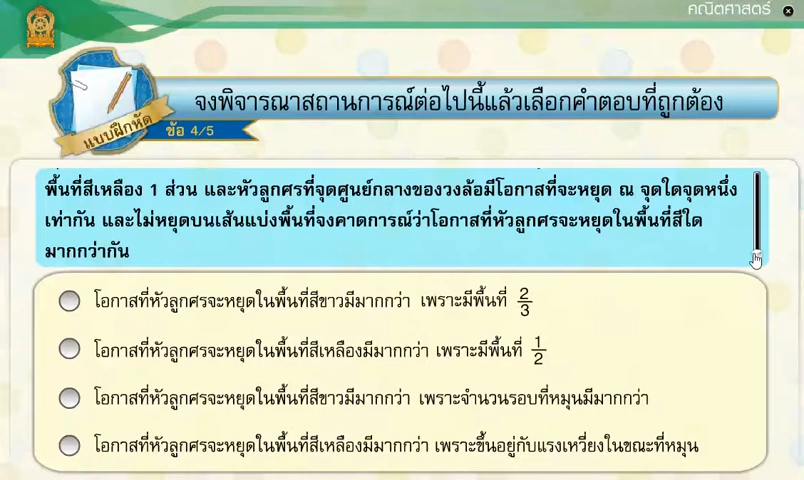 คณิตศาสตร์
จงพิจารณาสถานการณ์ต่อไปนี้แล้วเลือกคำตอบที่ถูกต้อง
แบบฝึกหัด
ข้อ 4/5
พื้นที่สีเหลือง 1 ส่วน และหัวลูกศรที่จุดศูนย์กลางของวงล้อมีโอกาสที่จะหยุด ณ จุดใดจุดหนึ่ง
เท่ากัน และไม่หยุดบนเส้นแบ่งพื้นที่จงคาดการณ์ว่าโอกาสที่หัวลูกศรจะหยุดในพื้นที่สีใด
มากกว่ากัน
โอกาสที่หัวลูกศรจะหยุดในพื้นที่สีขาวมีมากกว่า เพราะมีพื้นที่ 2/3
โอกาสที่หัวลูกศรจะหยุดในพื้นที่สีเหลืองมีมากกว่า เพราะมีพื้นที่ 1/2
โอกาสที่หัวลูกศรจะหยุดในพื้นที่สีขาวมีมากกว่า เพราะจำนวนรอบที่หมุนมีมากกว่า
โอกาสที่หัวลูกศรจะหยุดในพื้นที่สีเหลืองมีมากกว่า เพราะขึ้นอยู่กับแรงเหวี่ยงในขณะที่หมุน